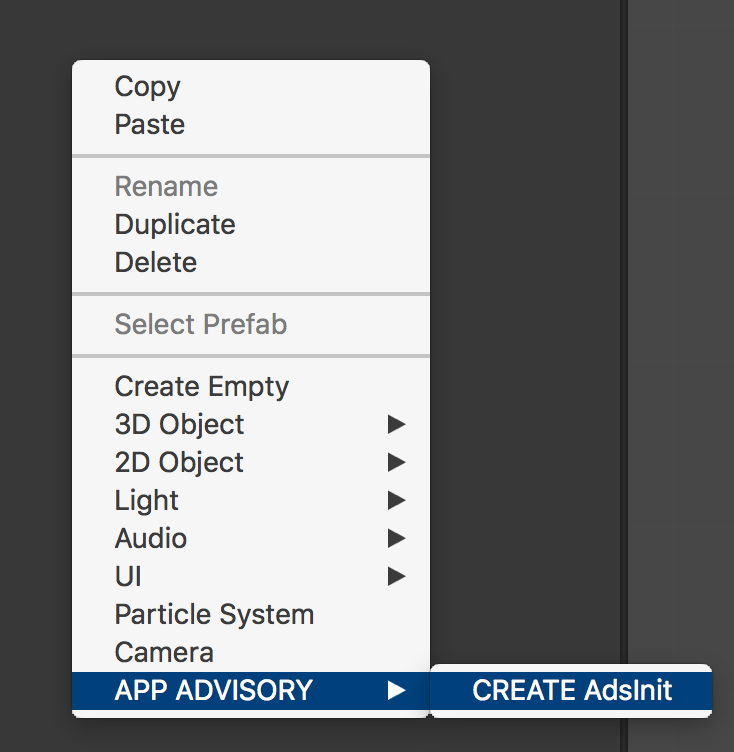 Copy
Paste
Rename
Duplicate
Delete
Select Prefab
Create Empty
3D Object
2D Object
Light
Audio
UI
Particle System
Camera
APP ADVISORY
CREATE AdsInit